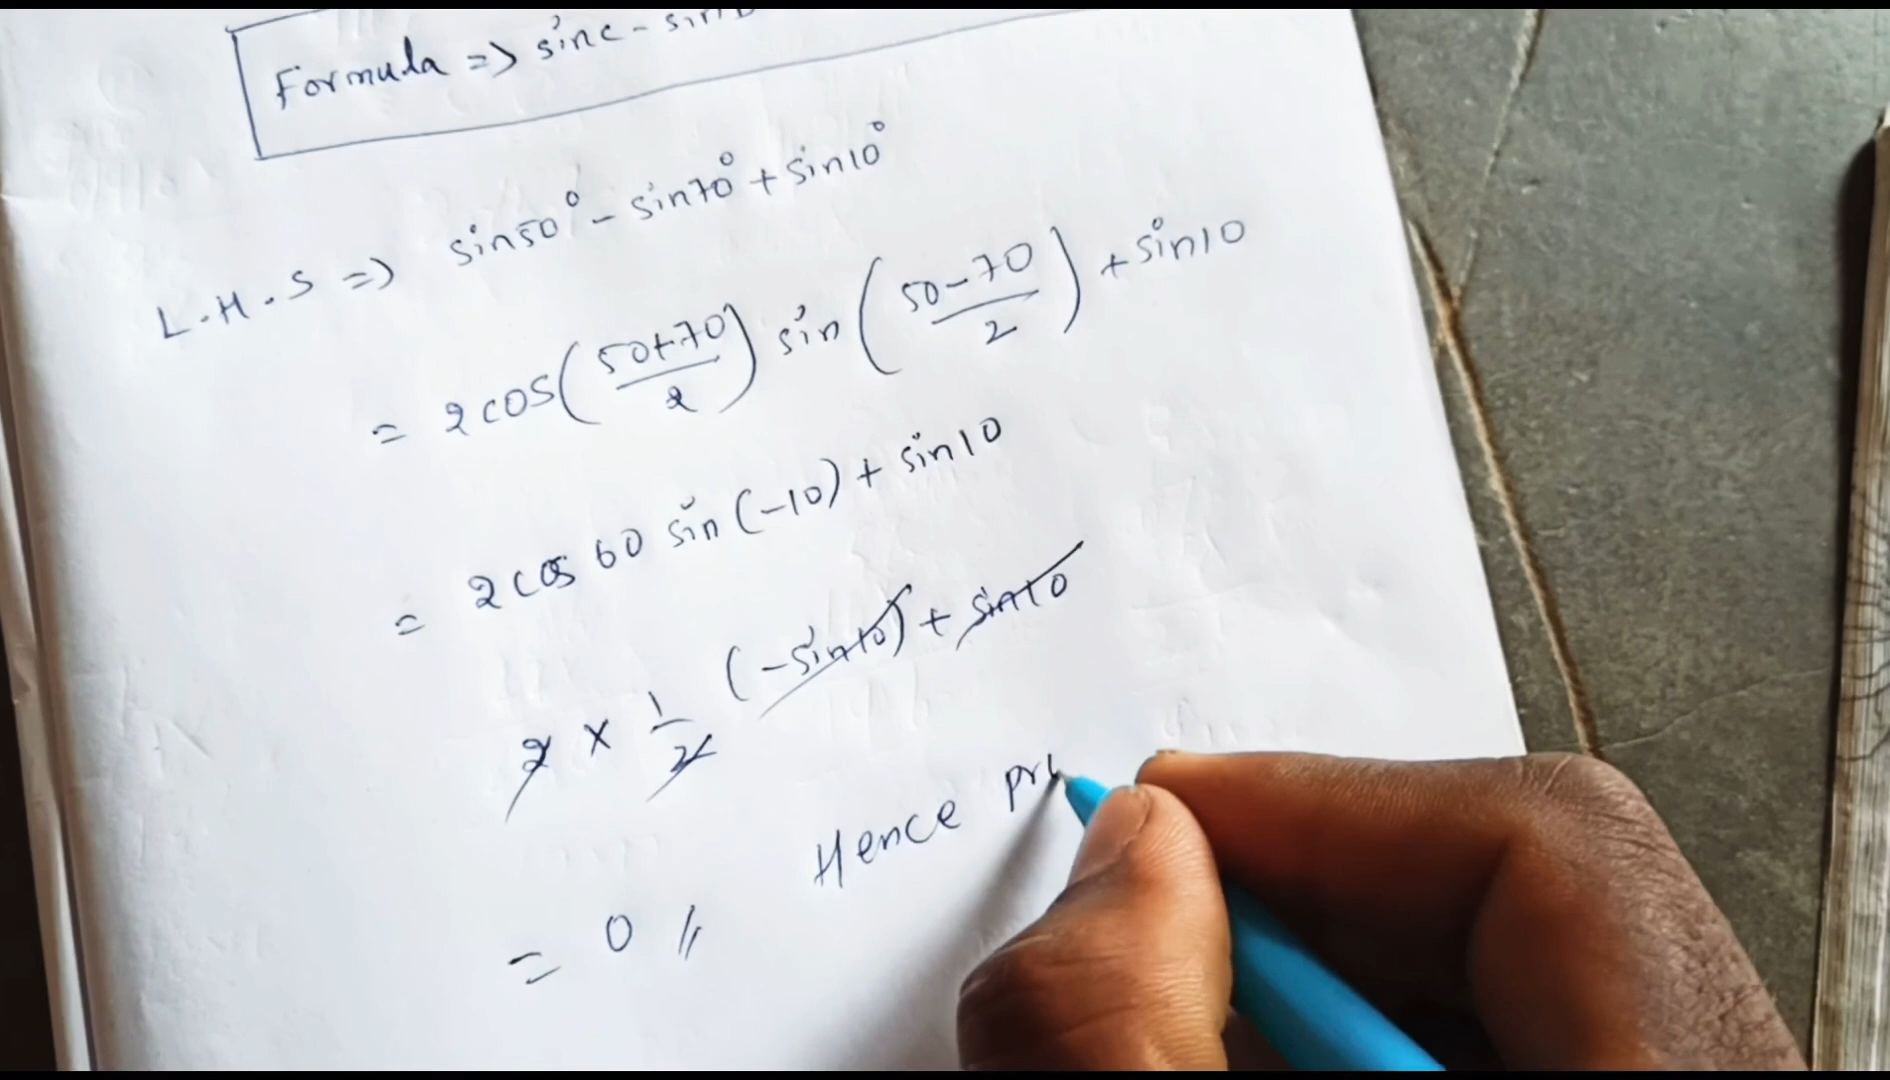 Formula => sinc - sin
L.H.S => sin50° - sin70° + sin10°
= 2cos(50+70/2) sin(50-70/2) + sin10
= 2cos60 sin(-10) + sin10
2 x 1/2 (-sin10) + sin10
Hence pro
= 0 //